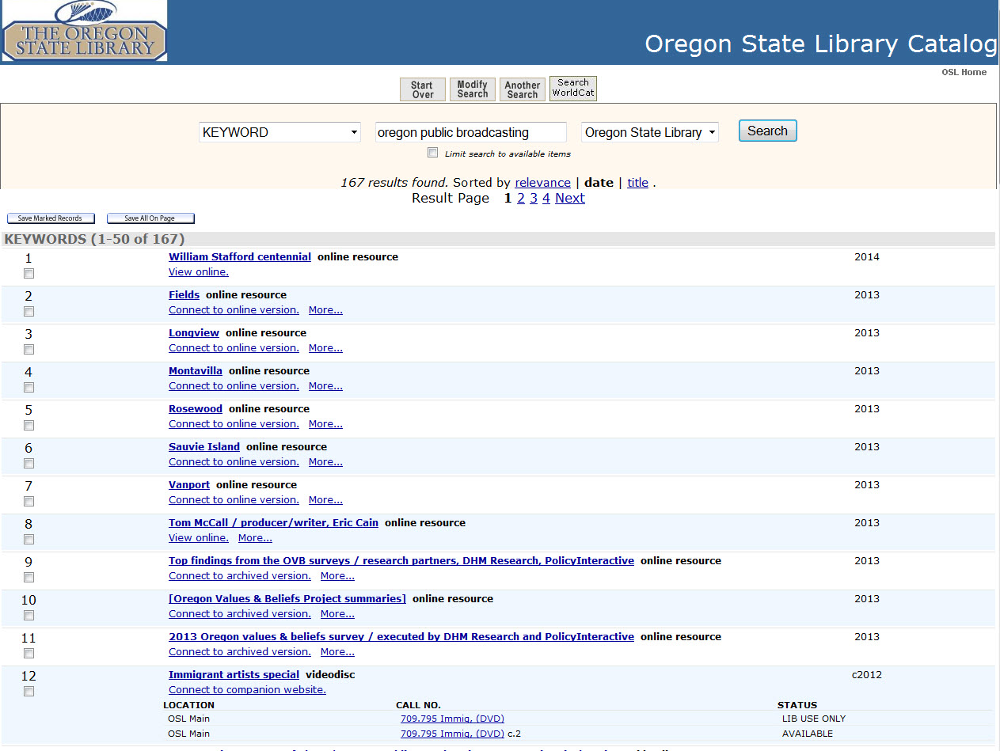 THE OREGON
STATE LIBRARY
Oregon State Library Catalog
OSL Home
Start Over
Modify Search
Another Search
Search WorldCat
KEYWORD oregon public broadcasting Oregon State Library Search
Limit search to available items
167 results found. Sorted by relevance | date | title .
Result Page 1 2 3 4 Next
Save Marked Records Save All On Page
KEYWORDS (1-50 of 167)
1 William Stafford centennial online resource 2014
View online.
2 Fields online resource 2013
Connect to online version. More...
3 Longview online resource 2013
Connect to online version. More...
4 Montavilla online resource 2013
Connect to online version. More...
5 Rosewood online resource 2013
Connect to online version. More...
6 Sauvie Island online resource 2013
Connect to online version. More...
7 Vanport online resource 2013
Connect to online version. More...
8 Tom McCall / producer/writer, Eric Cain online resource 2013
View online. More...
9 Top findings from the OVB surveys / research partners, DHM Research, PolicyInteractive online resource 2013
Connect to archived version. More...
10 [Oregon Values & Beliefs Project summaries] online resource 2013
Connect to archived version. More...
11 2013 Oregon values & beliefs survey / executed by DHM Research and PolicyInteractive online resource 2013
Connect to archived version. More...
12 Immigrant artists special videodisc c2012
Connect to companion website.
LOCATION CALL NO. STATUS
OSL Main 709.795 Immig, (DVD) LIB USE ONLY
OSL Main 709.795 Immig, (DVD) c.2 AVAILABLE